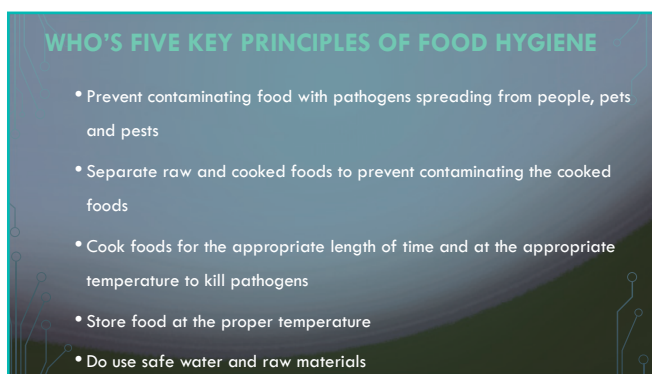 WHO'S FIVE KEY PRINCIPLES OF FOOD HYGIENE
• Prevent contaminating food with pathogens spreading from people, pets
and pests
• Separate raw and cooked foods to prevent contaminating the cooked
foods
• Cook foods for the appropriate length of time and at the appropriate
temperature to kill pathogens
• Store food at the proper temperature
• Do use safe water and raw materials